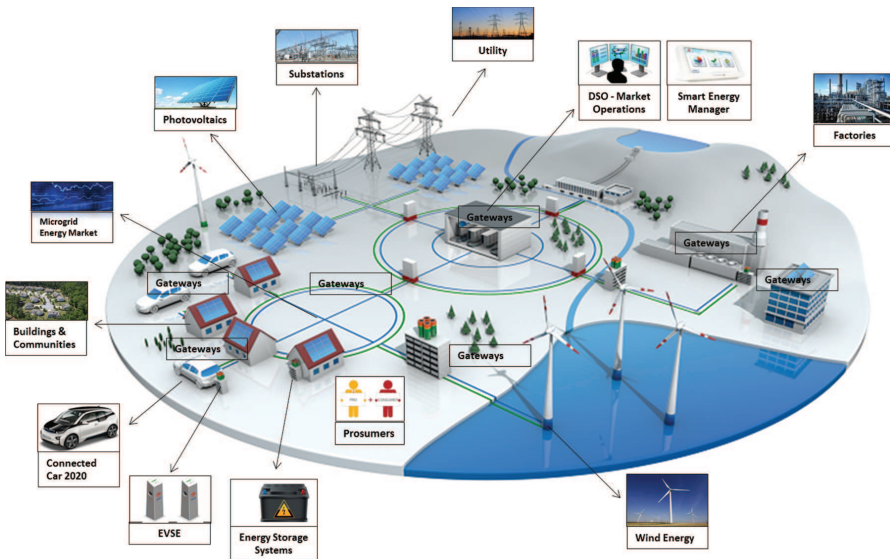 Substations
Utility
DSO - Market
Operations
Smart Energy
Manager
Factories
Photovoltaics
Microgrid
Energy Market
Gateways
Gateways
Gateways
Gateways
Gateways
Gateways
Gateways
Buildings &
Communities
Prosumers
Connected
Car 2020
EVSE
Energy Storage
Systems
Wind Energy